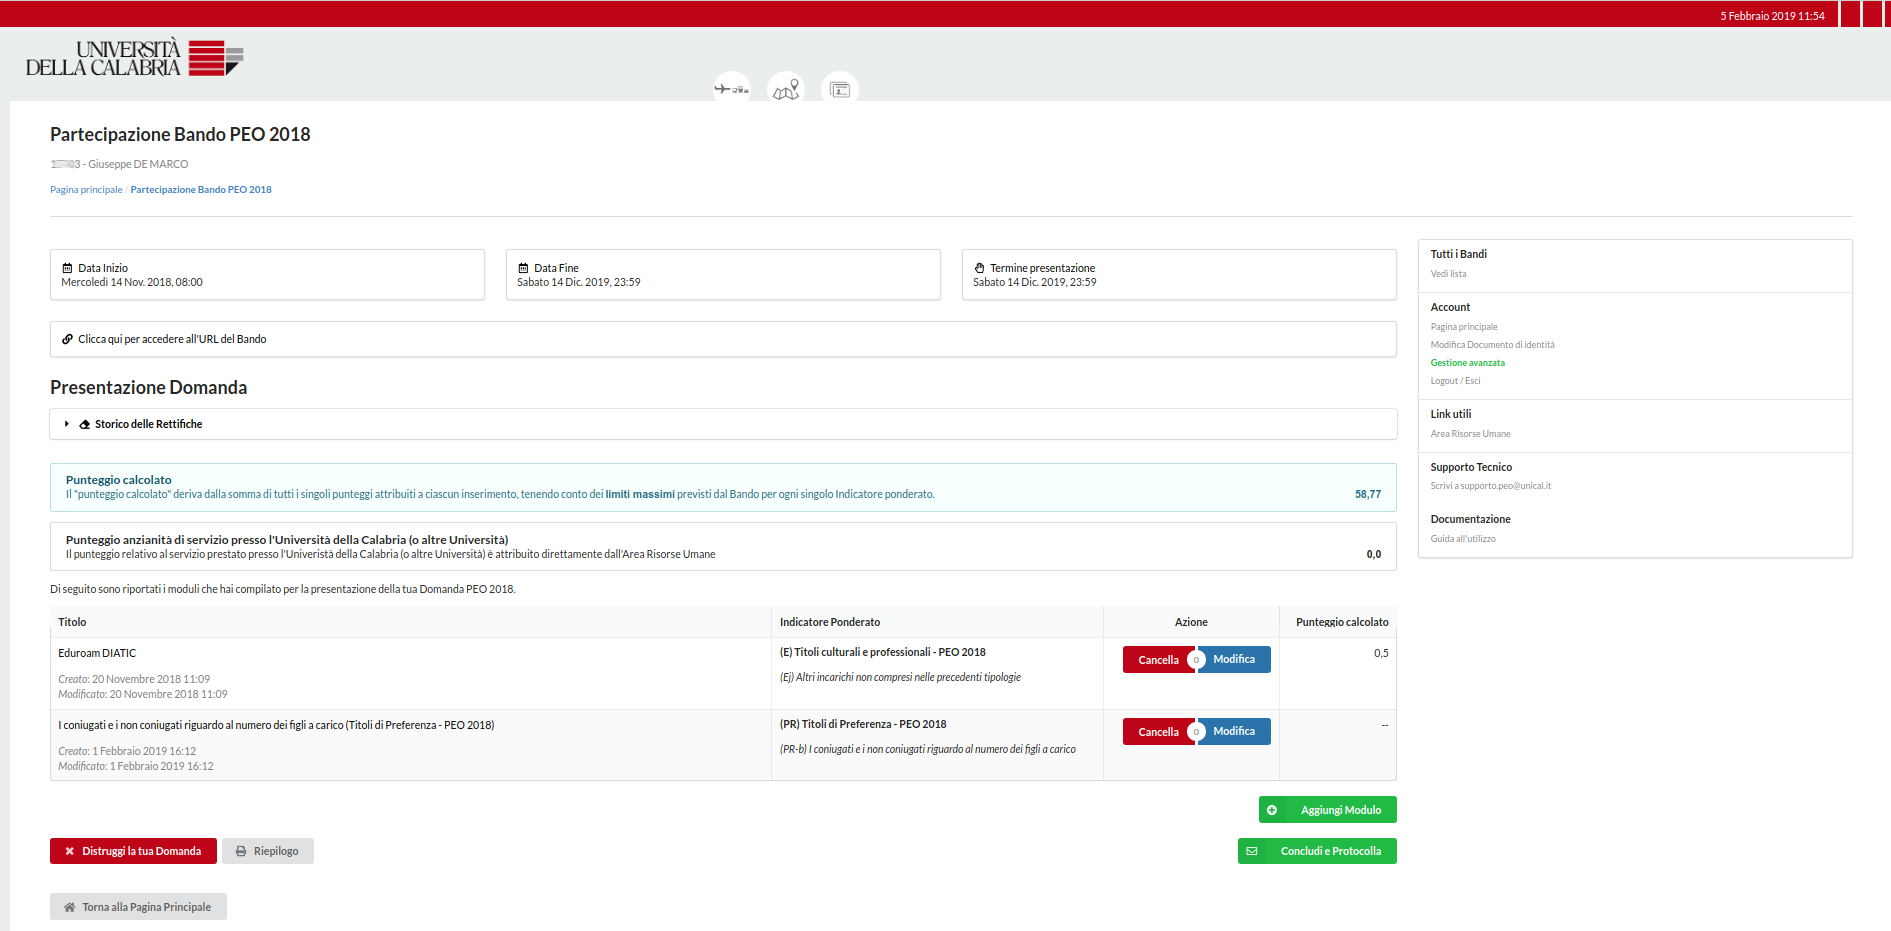 5 Febbraio 2019 11:54
UNIVERSITÀ
DELLA CALABRIA
Partecipazione Bando PEO 2018
- Giuseppe DE MARCO
Pagina principale / Partecipazione Bando PEO 2018
Data Inizio
Mercoledì 14 Nov. 2018, 08:00
Data Fine
Sabato 14 Dic. 2019, 23:59
Termine presentazione
Sabato 14 Dic. 2019, 23:59
Clicca qui per accedere all'URL del Bando
Presentazione Domanda
Storico delle Rettifiche
Punteggio calcolato
Il "punteggio calcolato" deriva dalla somma di tutti i singoli punteggi attribuiti a ciascun inserimento, tenendo conto dei limiti massimi previsti dal Bando per ogni singolo Indicatore ponderato.
58,77
Punteggio anzianità di servizio presso l'Università della Calabria (o altre Università)
Il punteggio relativo al servizio prestato presso l'Univeristà della Calabria (o altre Università) è attribuito direttamente dall'Area Risorse Umane
0,0
Di seguito sono riportati i moduli che hai compilato per la presentazione della tua Domanda PEO 2018.
Titolo Indicatore Ponderato Azione Punteggio calcolato
Eduroam DIATIC
Creato: 20 Novembre 2018 11:09
Modificato: 20 Novembre 2018 11:09
(E) Titoli culturali e professionali - PEO 2018
(Ej) Altri incarichi non compresi nelle precedenti tipologie
Cancella o Modifica
0,5
I coniugati e i non coniugati riguardo al numero dei figli a carico (Titoli di Preferenza - PEO 2018)
Creato: 1 Febbraio 2019 16:12
Modificato: 1 Febbraio 2019 16:12
(PR) Titoli di Preferenza - PEO 2018
(PR-b) I coniugati e i non coniugati riguardo al numero dei figli a carico
Cancella o Modifica
--
Aggiungi Modulo
Distruggi la tua Domanda
Riepilogo
Concludi e Protocolla
Torna alla Pagina Principale
Tutti i Bandi
Vedi lista
Account
Pagina principale
Modifica Documento di identità
Gestione avanzata
Logout / Esci
Link utili
Area Risorse Umane
Supporto Tecnico
Scrivi a supporto.peo@unical.it
Documentazione
Guida all'utilizzo